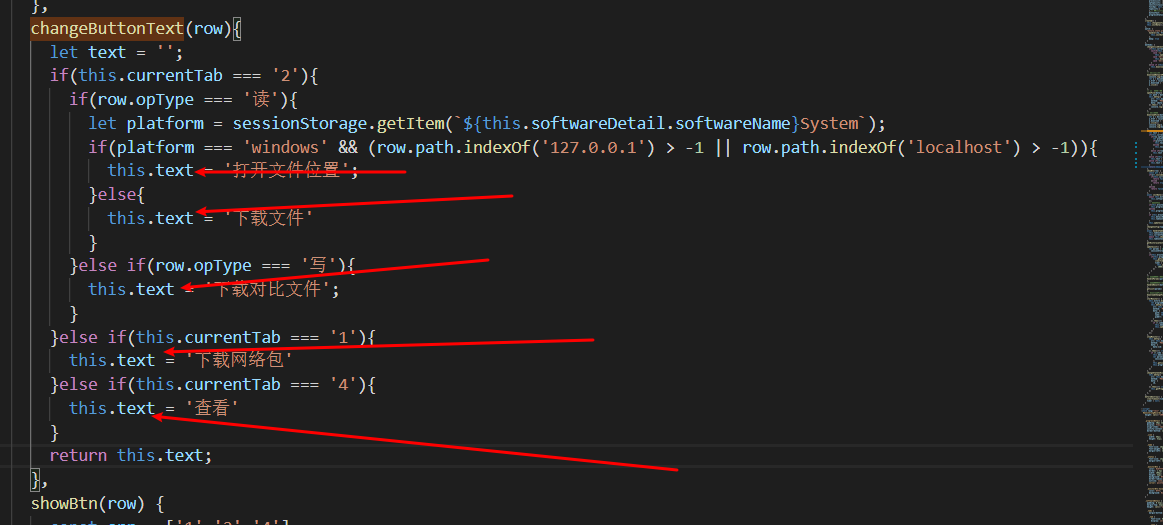 },
changeButtonText(row){
let text = '';
if(this.currentTab === '2'){
if(row.opType === '读'){
let platform = sessionStorage.getItem(`${this.softwareDetail.softwareName}System`);
if(platform === 'windows' && (row.path.indexOf('127.0.0.1') > -1 || row.path.indexOf('localhost') > -1)){
this.text = '打开文件位置';
}else{
this.text = '下载文件'
}
}else if(row.opType === '写'){
this.text = '下载对比文件';
}
}else if(this.currentTab === '1'){
this.text = '下载网络包'
}else if(this.currentTab === '4'){
this.text = '查看'
}
return this.text;
},
showBtn(row) {